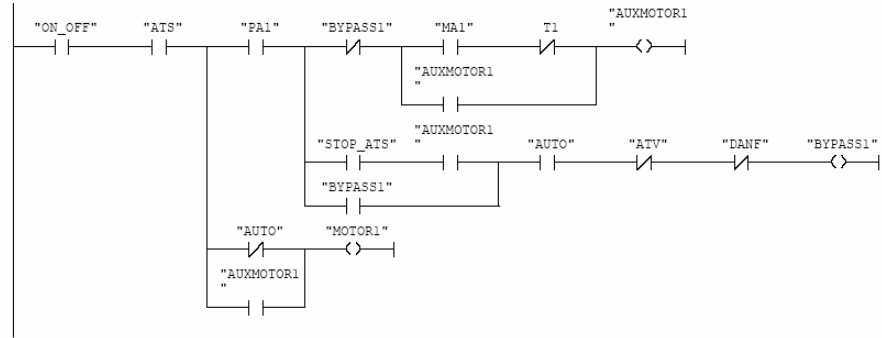 "AUXMOTOR1
"ON_OFF" "ATS" "PA1" "BYPASS1" "MA1" T1 "
"AUXMOTOR1
"
"AUXMOTOR1
"STOP_ATS" " "AUTO" "ATV" "DANF" "BYPASS1"
"BYPASS1"
"AUTO" "MOTOR1"
"AUXMOTOR1
"